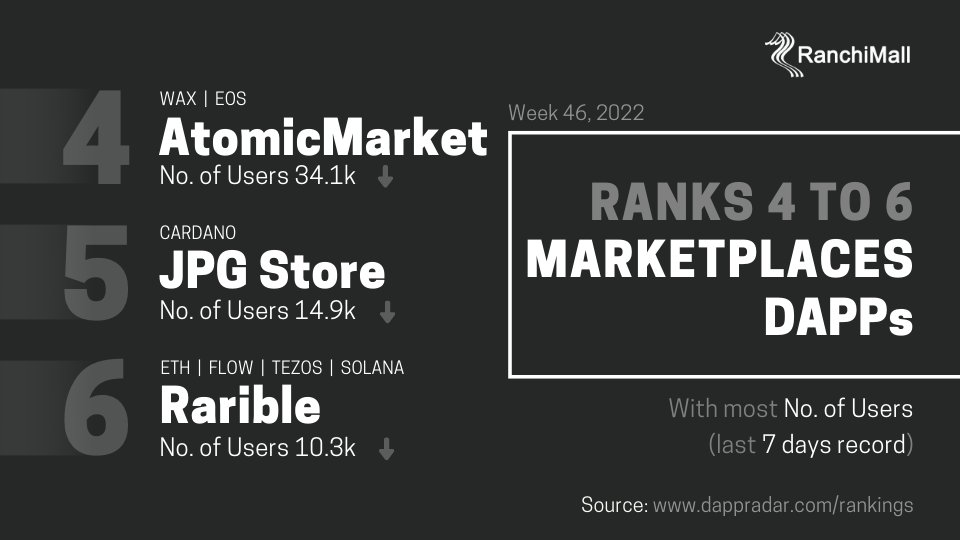 RanchiMall
4
WAX | EOS
AtomicMarket
No. of Users 34.1k
5
CARDANO
JPG Store
No. of Users 14.9k
6
ETH | FLOW | TEZOS | SOLANA
Rarible
No. of Users 10.3k
Week 46, 2022
RANKS 4 TO 6
MARKETPLACES
DAPPs
With most No. of Users
(last 7 days record)
Source: www.dappradar.com/rankings